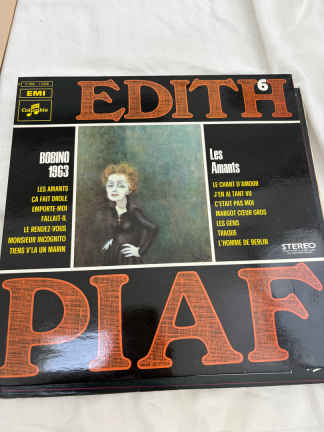 EMI
Columbia
EDITH
6
BOBINO
1963
LES AMANTS
ÇA FAIT DROLE
EMPORTE-MOI
FALLAIT-IL
LE RENDEZ-VOUS
MONSIEUR INCOGNITO
TIENS V'LA UN MARIN
Les
Amants
LE CHANT D'AMOUR
J'EN AI TANT VU
C'ÉTAIT PAS MOI
MARGOT CŒUR GROS
LES GENS
TRAQUE
L'HOMME DE BERLIN
STEREO
PIAF